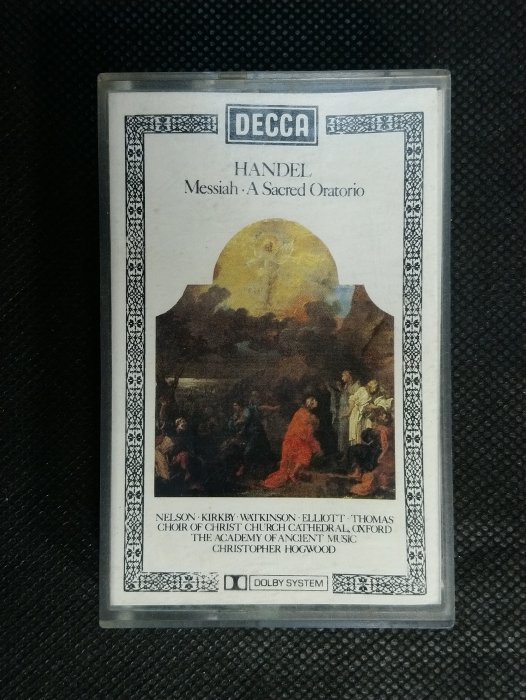 DECCA
HANDEL
Messiah · A Sacred Oratorio
NELSON · KIRKBY · WATKINSON · ELLIOTT · THOMAS
CHOIR OF CHRIST CHURCH CATHEDRAL, OXFORD
THE ACADEMY OF ANCIENT MUSIC
CHRISTOPHER HOGWOOD
DOLBY SYSTEM